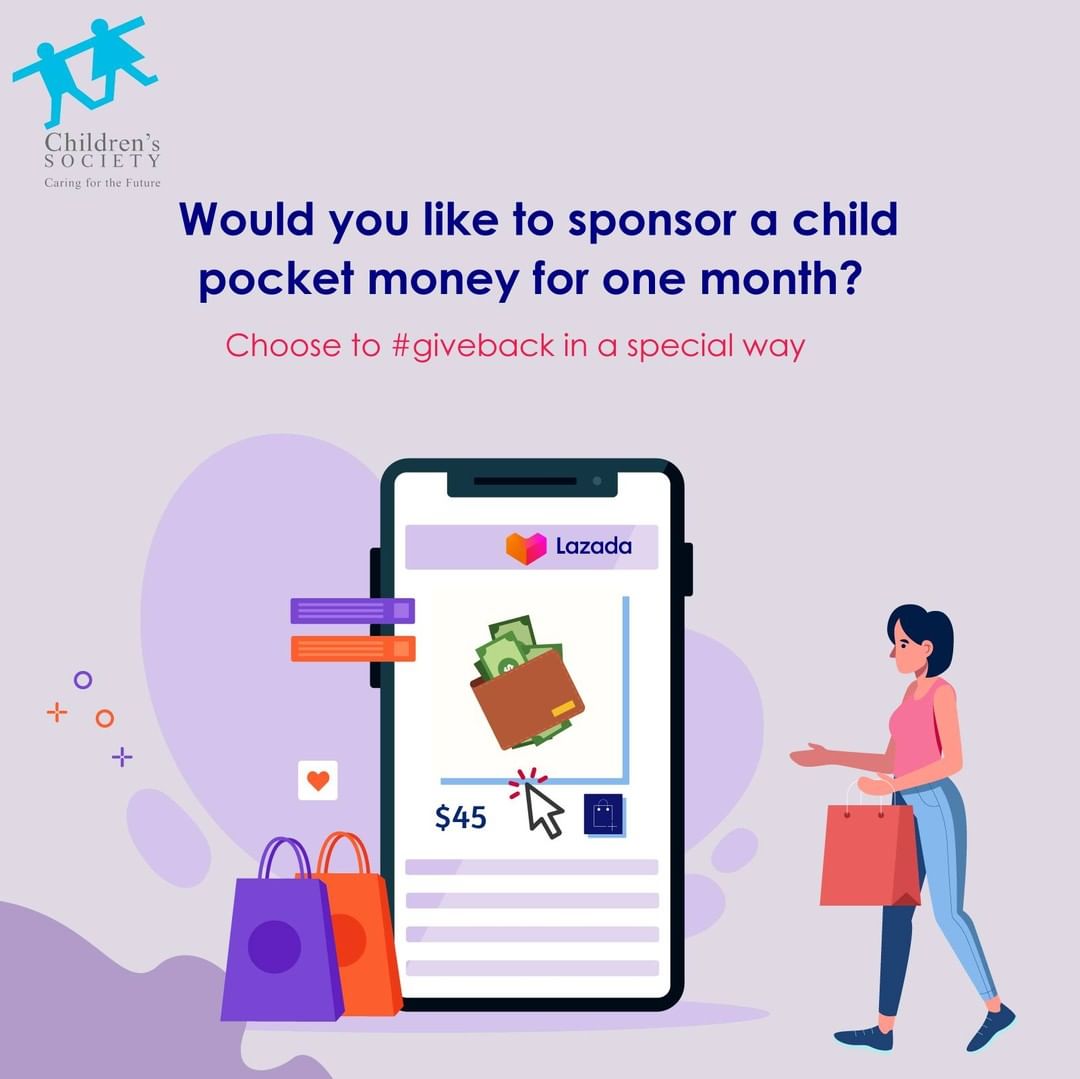 Children's
SOCIETY
Caring for the Future
Would you like to sponsor a child
pocket money for one month?
Choose to #giveback in a special way
Lazada
$
$45